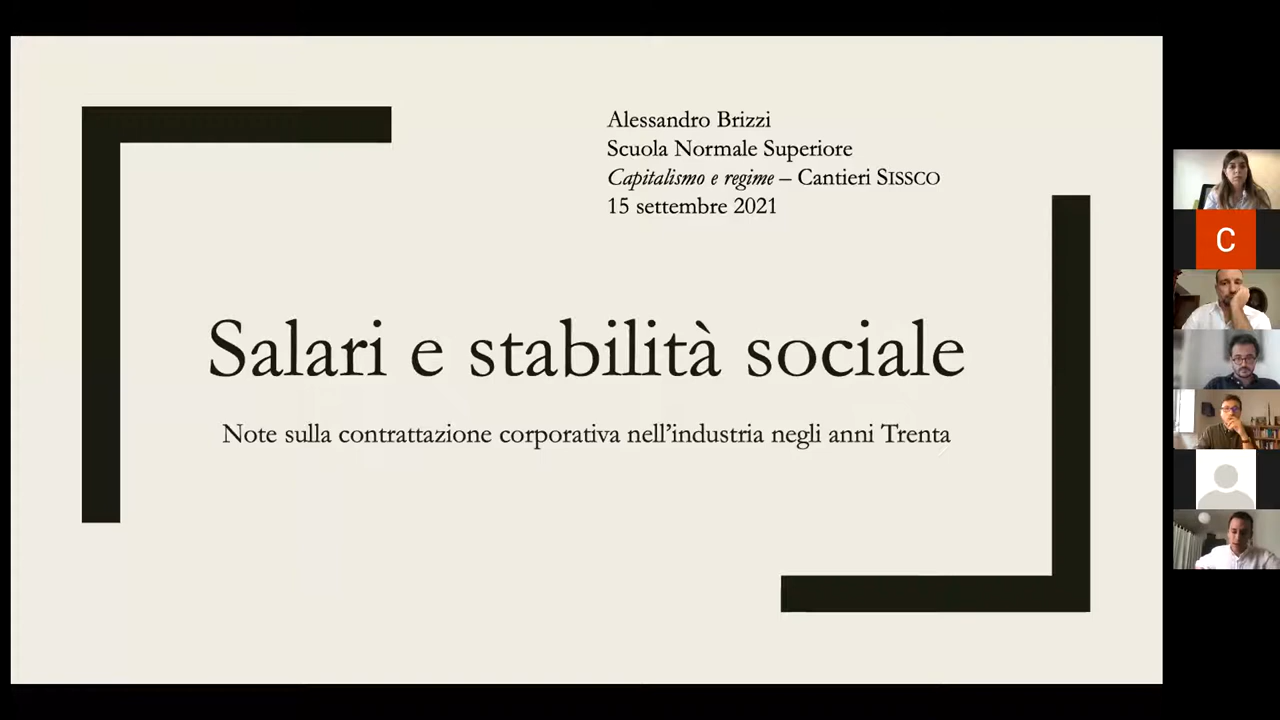 Alessandro Brizzi
Scuola Normale Superiore
Capitalismo e regime – Cantieri SISSCO
15 settembre 2021
Salari e stabilità sociale
Note sulla contrattazione corporativa nell’industria negli anni Trenta
C